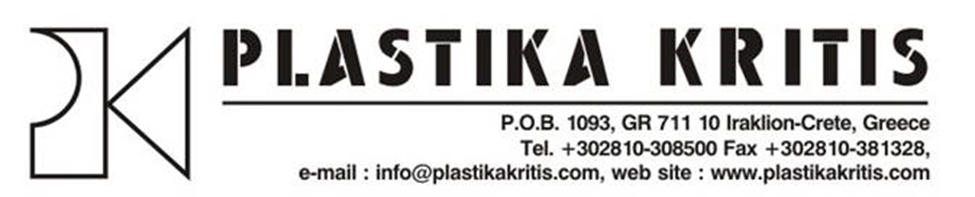 PLASTIKA KRITIS
P.O.B. 1093, GR 711 10 Iraklion-Crete, Greece
Tel. +302810-308500 Fax +302810-381328,
e-mail : info@plastikakritis.com, web site : www.plastikakritis.com